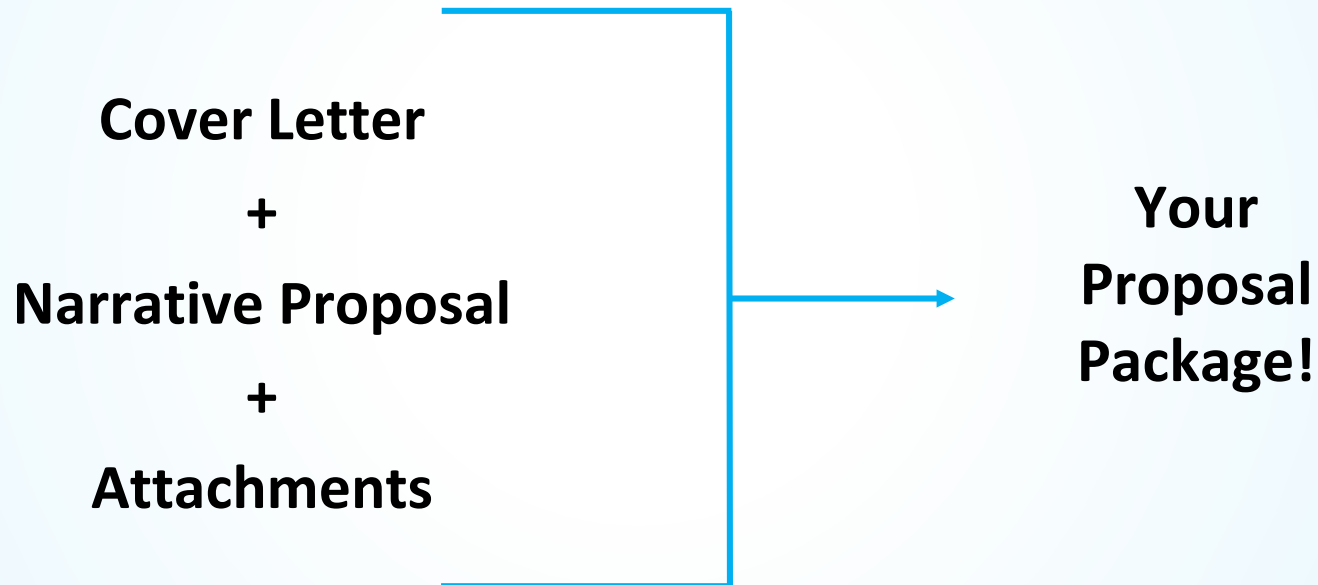 Cover Letter
+
Narrative Proposal
+
Attachments
Your
Proposal
Package!